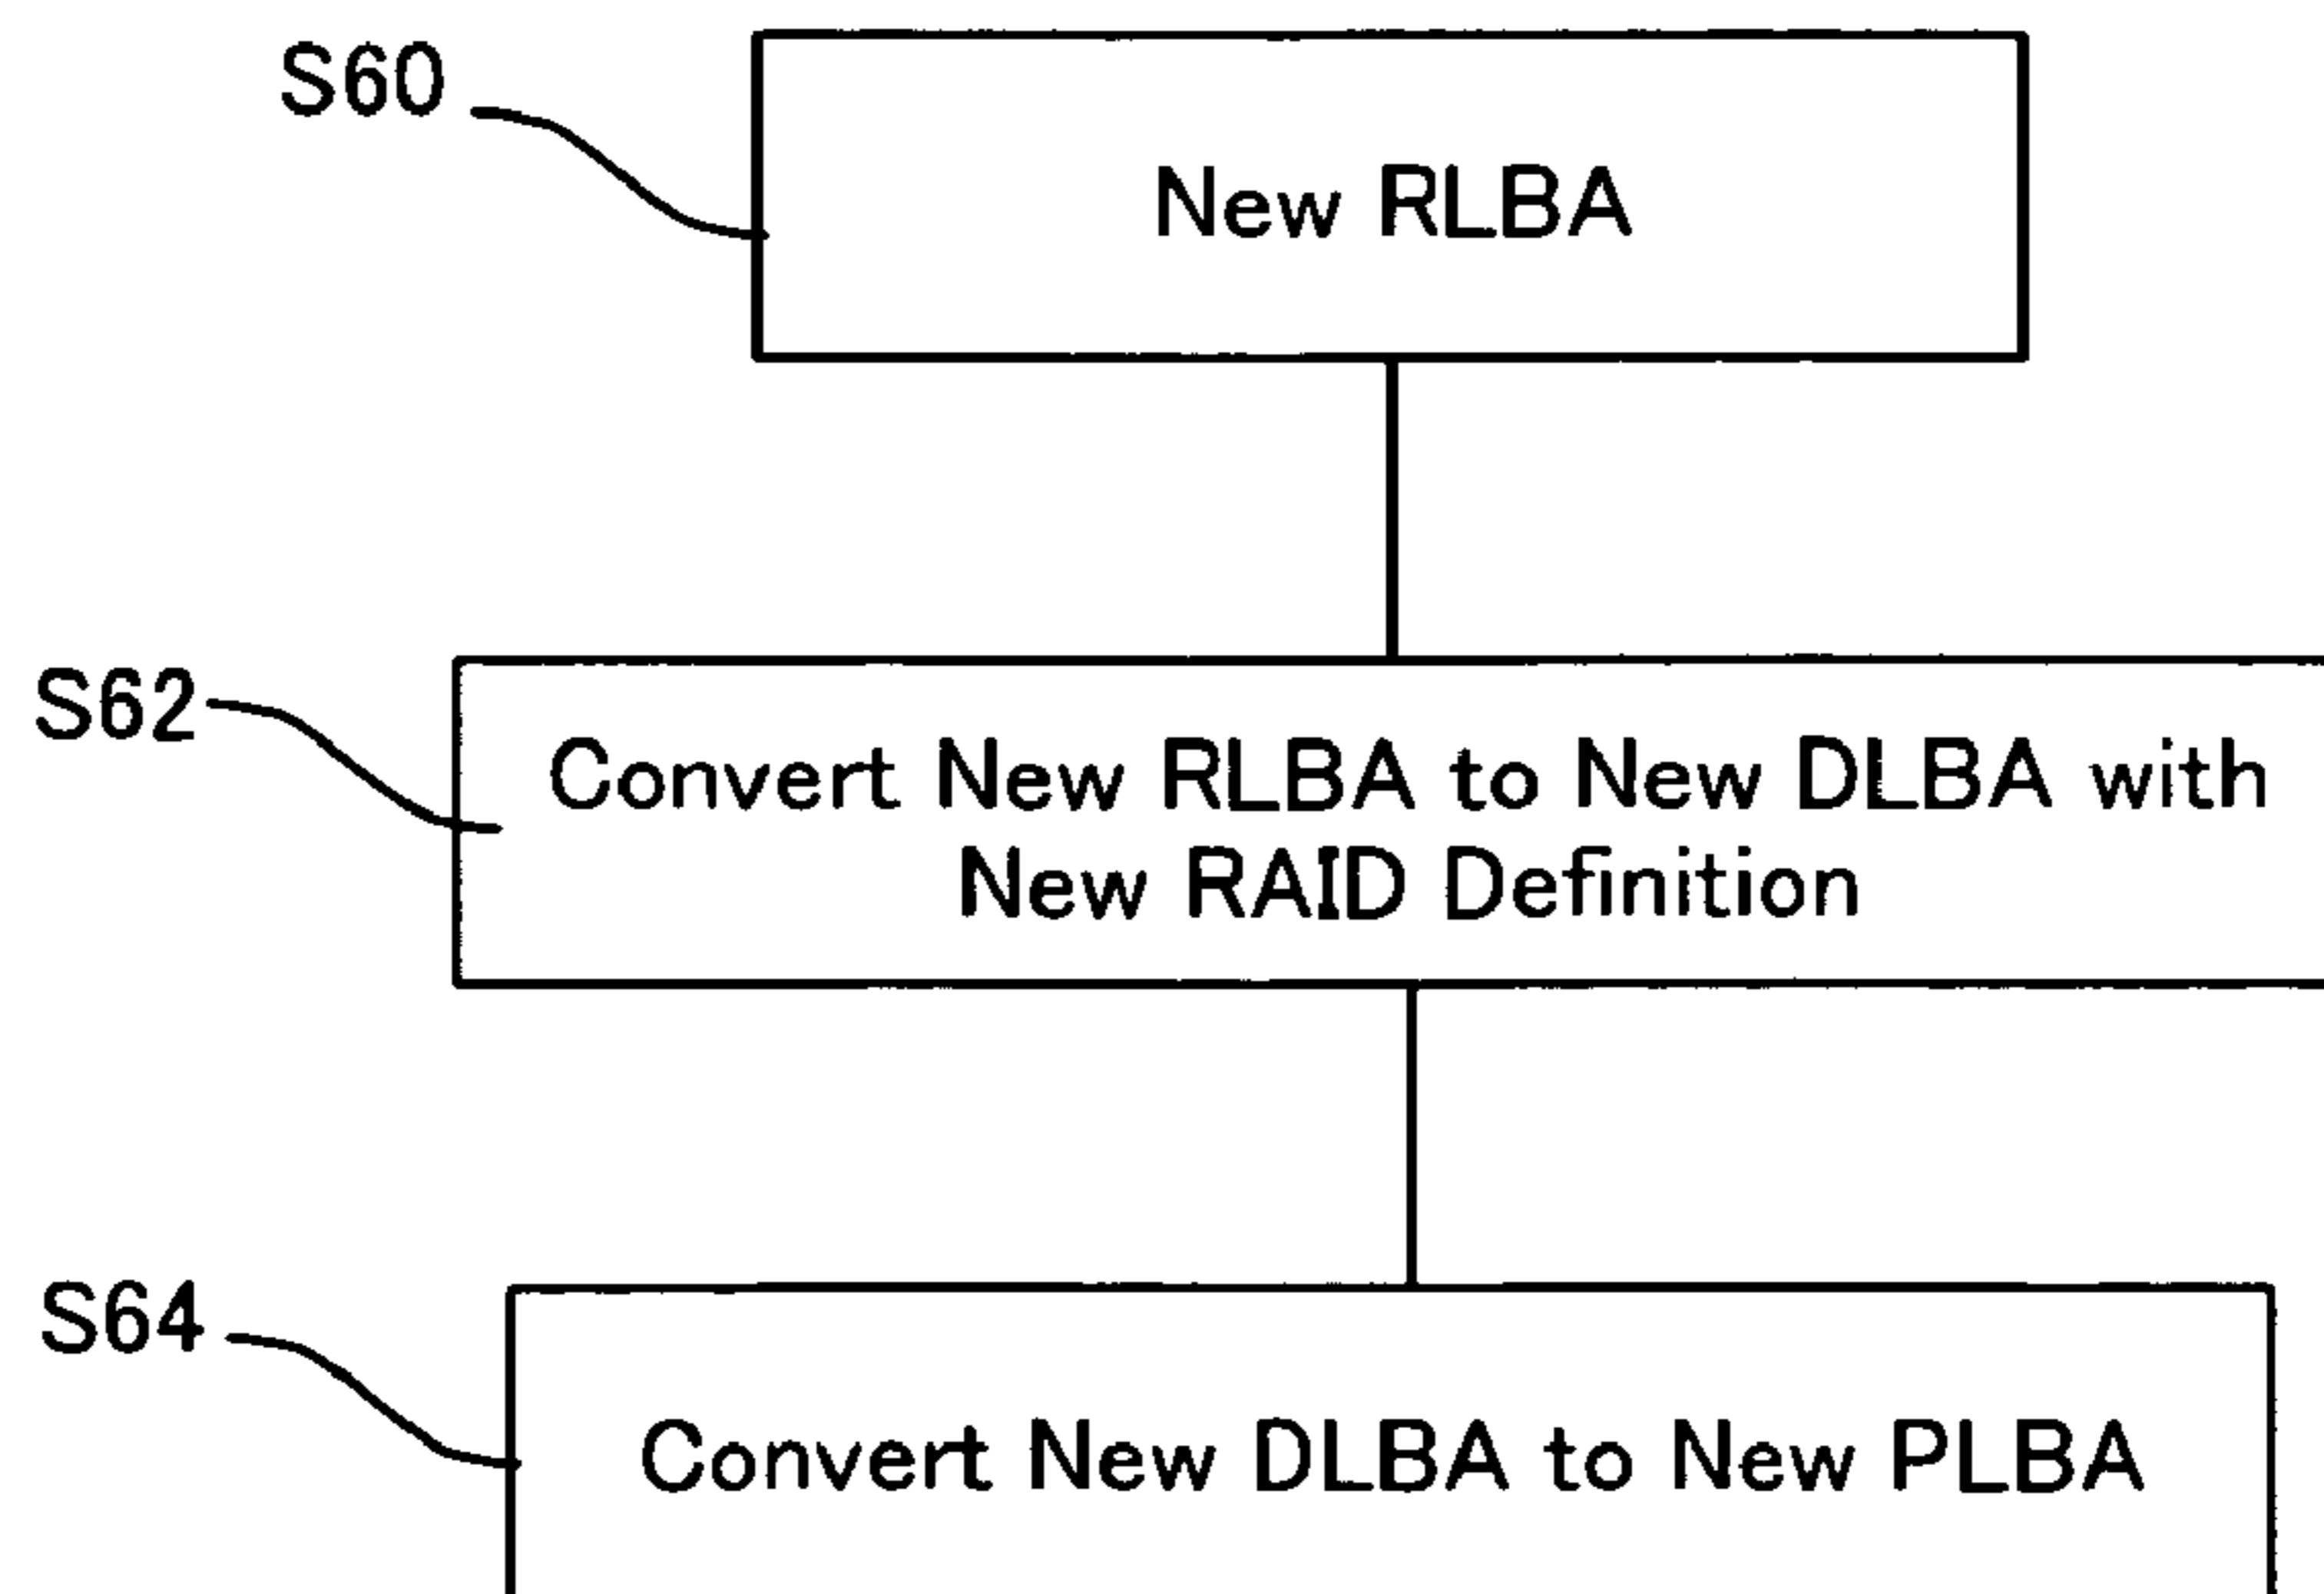 S60
New RLBA
S62
Convert New RLBA to New DLBA with
New RAID Definition
S64
Convert New DLBA to New PLBA